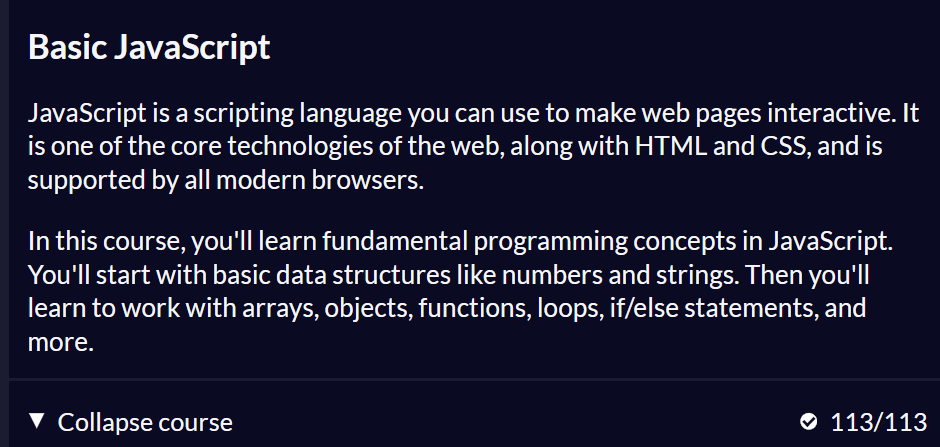 Basic JavaScript
JavaScript is a scripting language you can use to make web pages interactive. It
is one of the core technologies of the web, along with HTML and CSS, and is
supported by all modern browsers.
In this course, you'll learn fundamental programming concepts in JavaScript.
You'll start with basic data structures like numbers and strings. Then you'll
learn to work with arrays, objects, functions, loops, if/else statements, and
more.
Collapse course 113/113